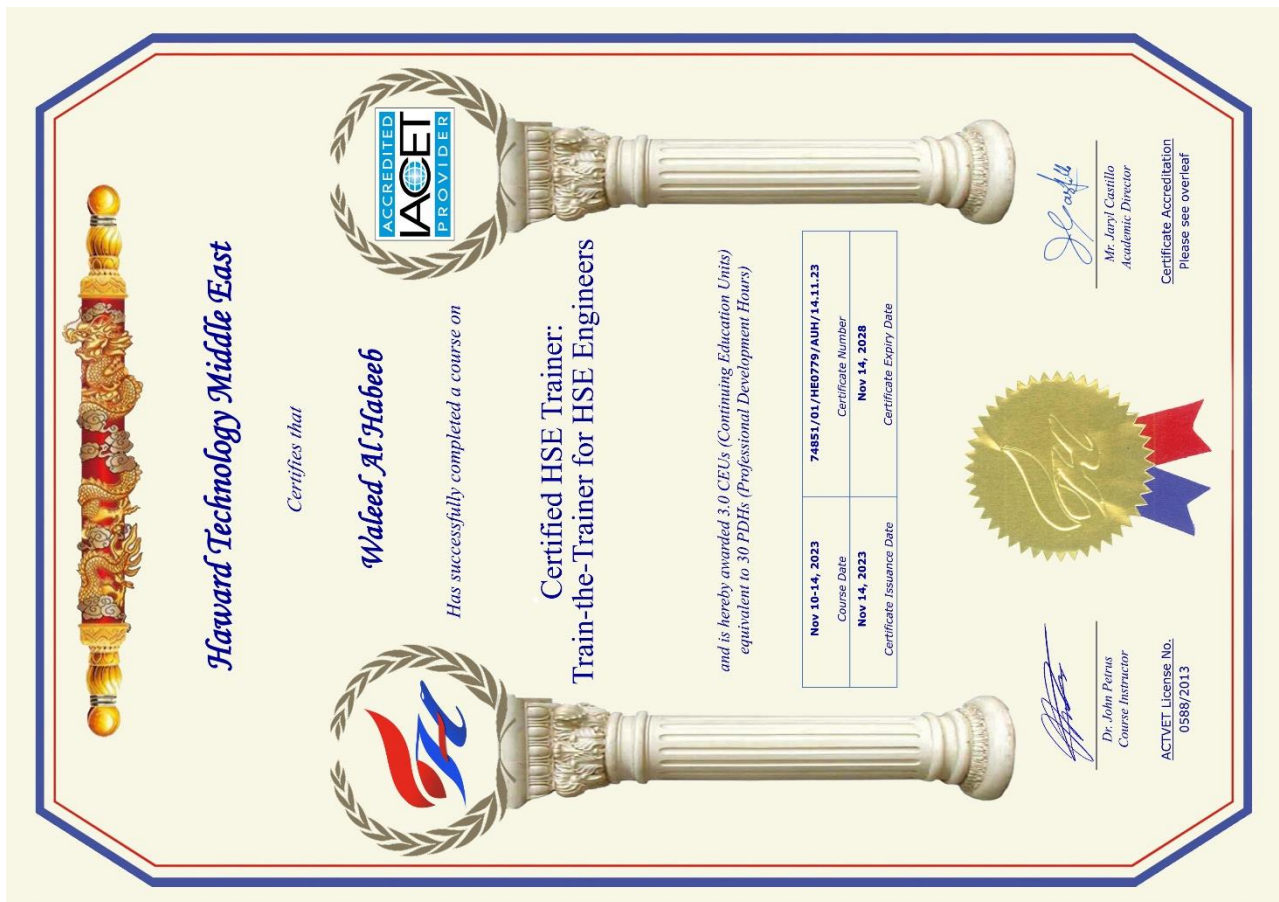 Haward Technology Middle East
Certifies that
ACCREDITED
IACET
PROVIDER
Waleed Al Habeeb
Has successfully completed a course on
Certified HSE Trainer:
Train-the-Trainer for HSE Engineers
and is hereby awarded 3.0 CEUs (Continuing Education Units)
equivalent to 30 PDHs (Professional Development Hours)
Nov 10-14, 2023
Course Date
74851/01/HE0779/AUH/14.11.23
Certificate Number
Nov 14, 2023
Certificate Issuance Date
Nov 14, 2028
Certificate Expiry Date
Dr. John Petrus
Course Instructor
ACTVET License No.
0588/2013
Mr. Jaryl Castillo
Academic Director
Certificate Accreditation
Please see overleaf